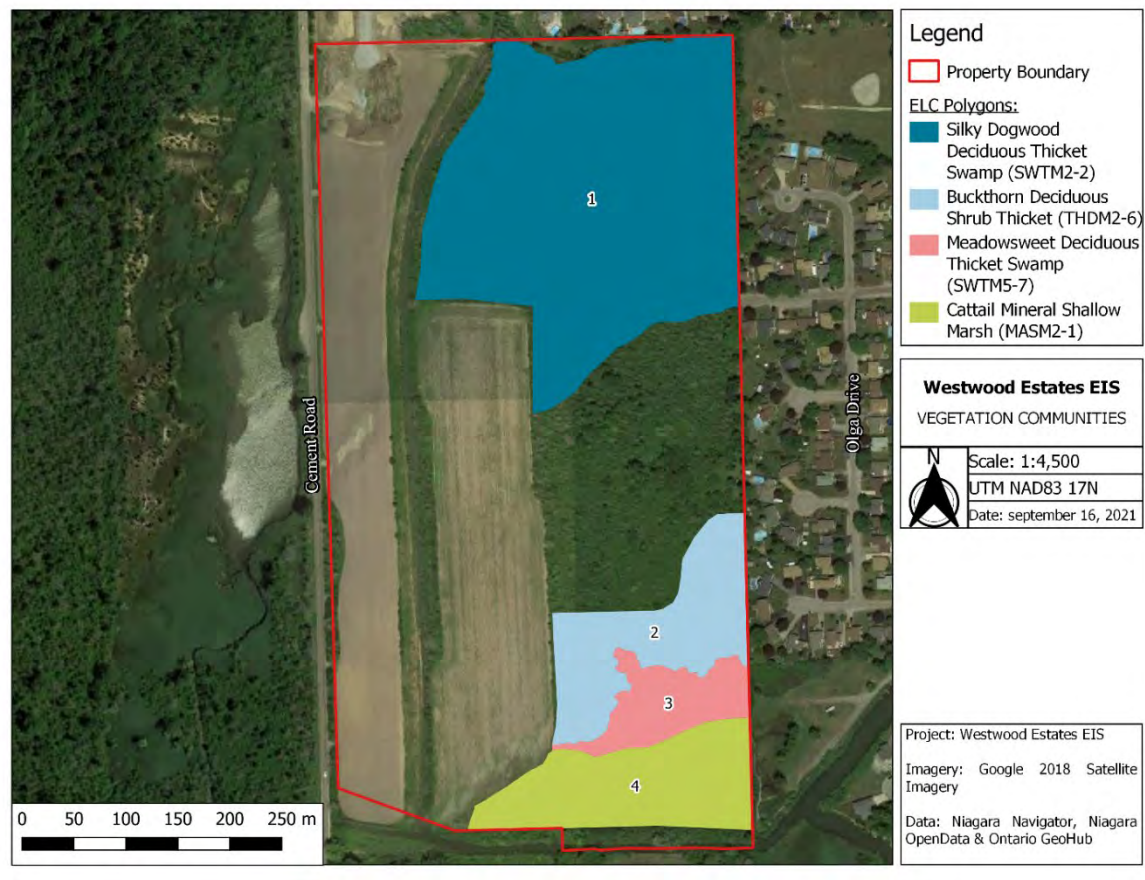 Legend
Property Boundary
ELC Polygons:
Silky Dogwood
Deciduous Thicket
Swamp (SWTM2-2)
Buckthorn Deciduous
Shrub Thicket (THDM2-6)
Meadowsweet Deciduous
Thicket Swamp
(SWTM5-7)
Cattail Mineral Shallow
Marsh (MASM2-1)
Westwood Estates EIS
VEGETATION COMMUNITIES
N
Scale: 1:4,500
UTM NAD83 17N
Date: september 16, 2021
Project: Westwood Estates EIS
Imagery: Google 2018 Satellite
Imagery
Data: Niagara Navigator, Niagara
OpenData & Ontario GeoHub
1
2
3
4
Cement Road
Olga Drive
0 50 100 150 200 250 m